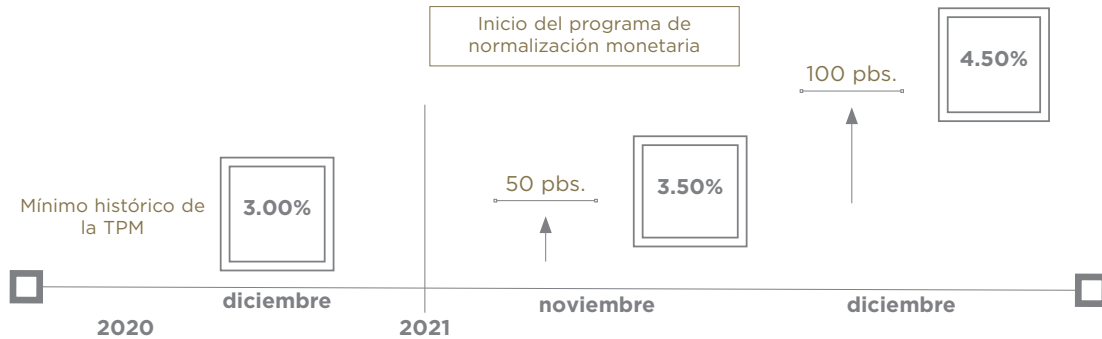 Inicio del programa de
normalización monetaria
Mínimo histórico de
la TPM
3.00%
50 pbs.
3.50%
100 pbs.
4.50%
diciembre
noviembre
diciembre
2020
2021